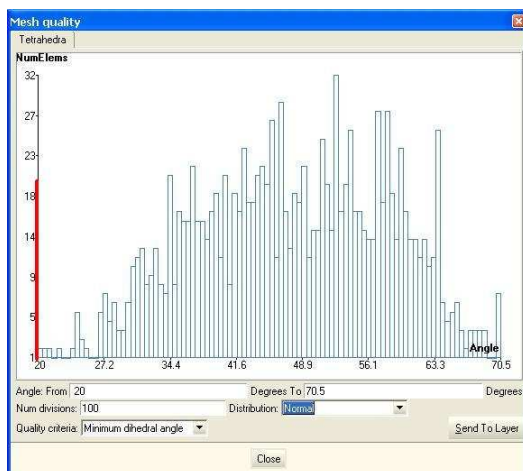 Mesh quality
Tetrahedra
NumElems
32
27
23
18
14
9
5
1
Angle
20 27.2 34.4 41.6 48.9 56.1 63.3 70.5
Angle: From 20 Degrees To 70.5 Degrees
Num divisions: 100 Distribution: Normal
Quality criteria: Minimum dihedral angle Send To Layer
Close